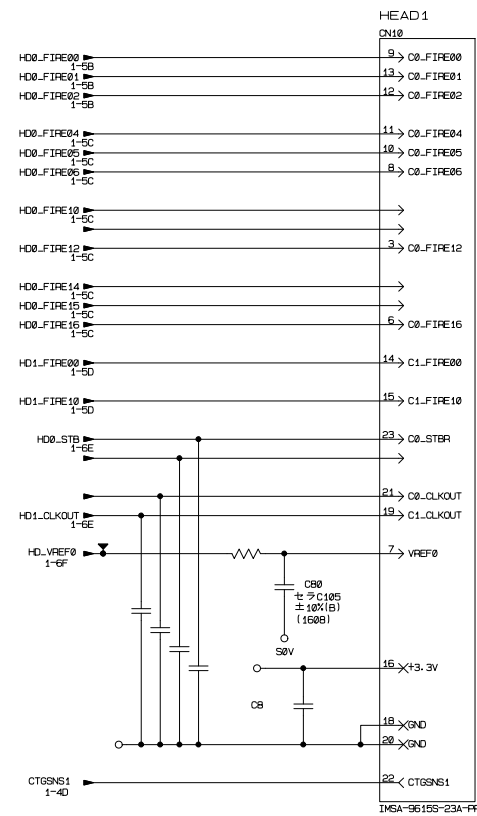 HEAD1
CN10
HD0_FIRE00 9 C0_FIRE00
1-5B
HD0_FIRE01 13 C0_FIRE01
1-5B
HD0_FIRE02 12 C0_FIRE02
1-5B
HD0_FIRE04 11 C0_FIRE04
1-5C
HD0_FIRE05 10 C0_FIRE05
1-5C
HD0_FIRE06 8 C0_FIRE06
1-5C
HD0_FIRE10
1-5C
HD0_FIRE12 3 C0_FIRE12
1-5C
HD0_FIRE14
1-5C
HD0_FIRE15
1-5C
HD0_FIRE16 6 C0_FIRE16
1-5C
HD1_FIRE00 14 C1_FIRE00
1-5D
HD1_FIRE10 15 C1_FIRE10
1-5D
HD0_STB 23 C0_STBR
1-6E
21 C0_CLKOUT
HD1_CLKOUT 19 C1_CLKOUT
1-6E
HD_VREF0 7 VREF0
1-6F
C80
セラC105
±10%(B)
(1608)
S0V
16 +3.3V
C8
18 GND
20 GND
CTGSNS1 22 CTGSNS1
1-4D
IMSA-9615S-23A-PF